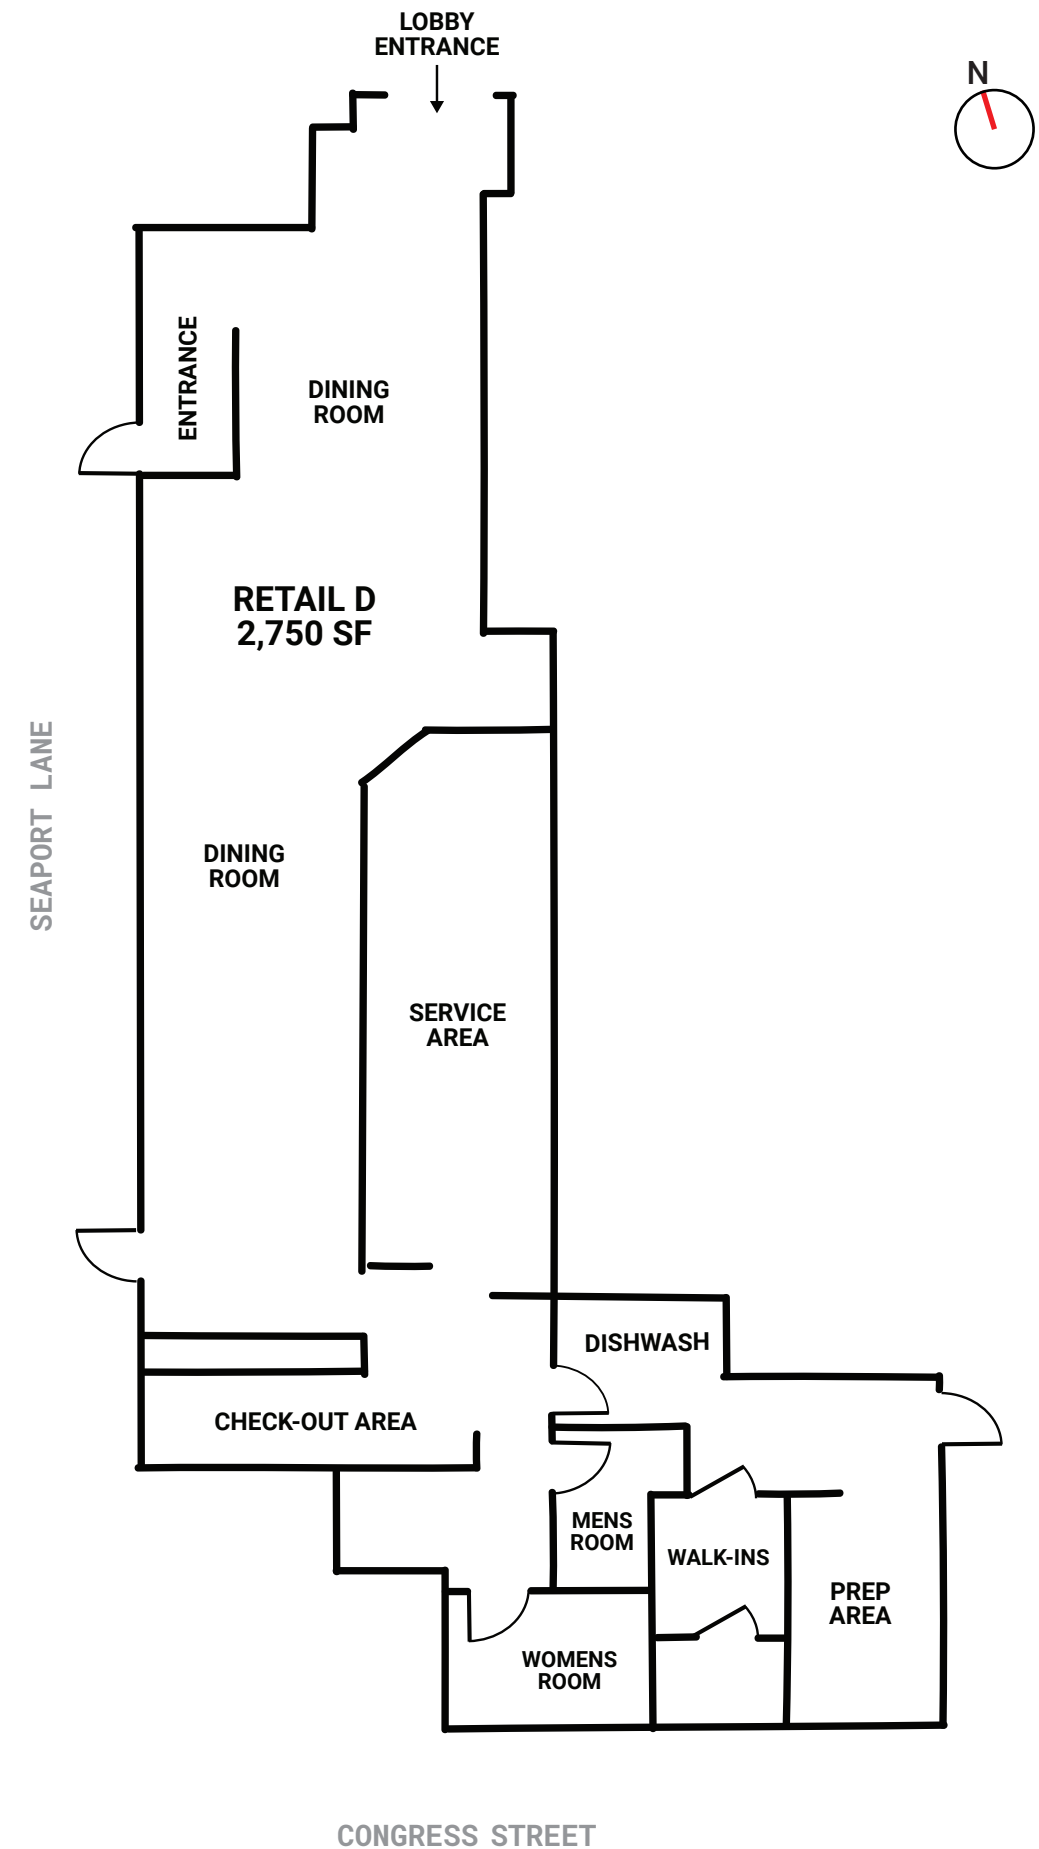 LOBBY
ENTRANCE
N
ENTRANCE
DINING
ROOM
RETAIL D
2,750 SF
SEAPORT LANE
DINING
ROOM
SERVICE
AREA
DISHWASH
CHECK-OUT AREA
MENS
ROOM
WALK-INS
PREP
AREA
WOMENS
ROOM
CONGRESS STREET